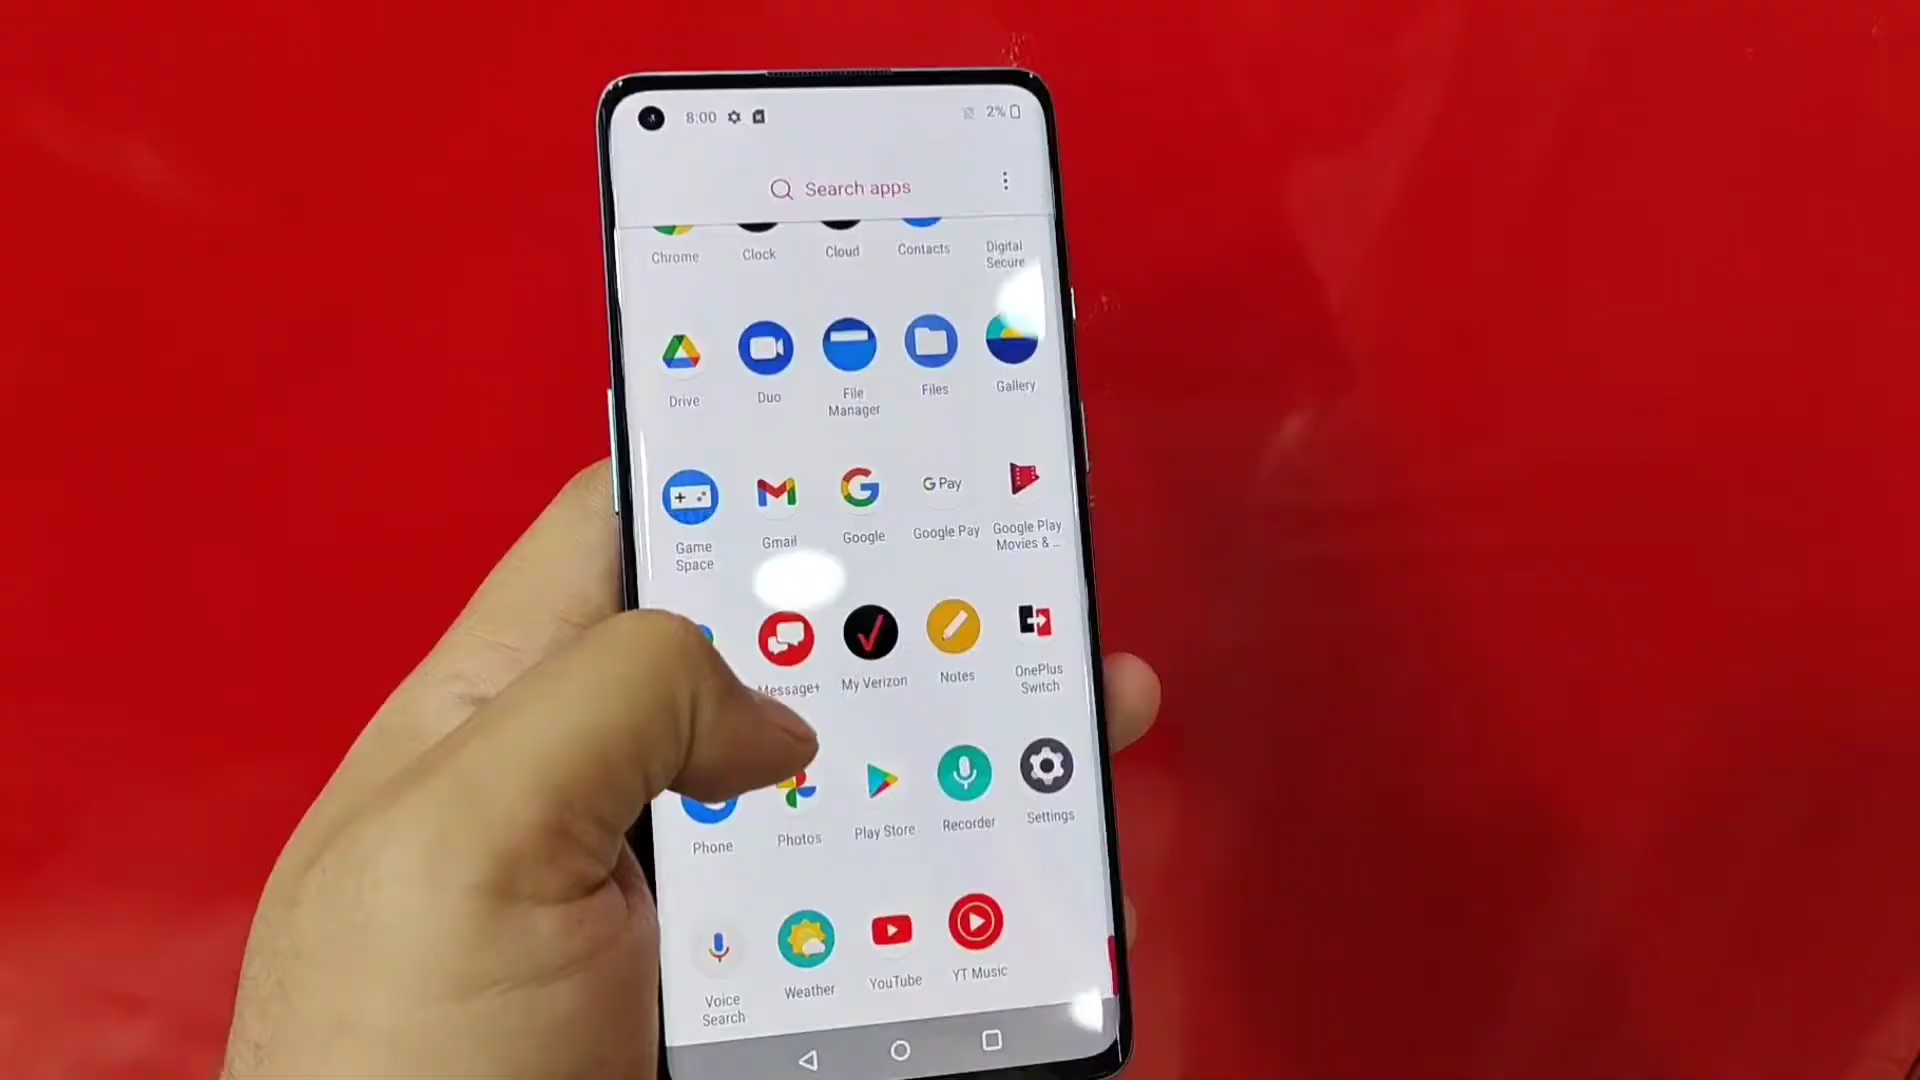 8:00
2%
Search apps
Chrome
Clock
Cloud
Contacts
Digital
Secure
Drive
Duo
File
Manager
Files
Gallery
Game
Space
Gmail
Google
G Pay
Google Pay
Google Play
Movies & ...
Message+
My Verizon
Notes
OnePlus
Switch
Phone
Photos
Play Store
Recorder
Settings
Voice
Search
Weather
YouTube
YT Music